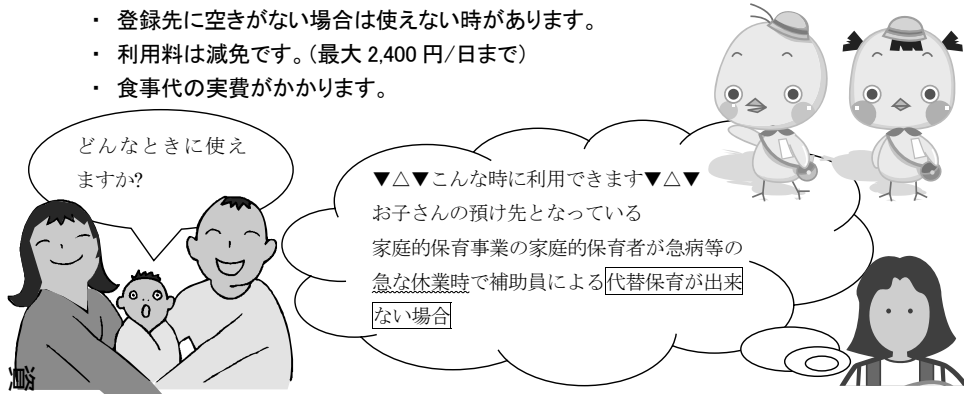 ・ 登録先に空きがない場合は使えない時があります。
・ 利用料は減免です。(最大 2,400 円/日まで)
・ 食事代の実費がかかります。
どんなときに使え
ますか?
▼△▼こんな時に利用できます▼△▼
お子さんの預け先となっている
家庭的保育事業の家庭的保育者が急病等の
急な休業時で補助員による代替保育が出来
ない場合
資